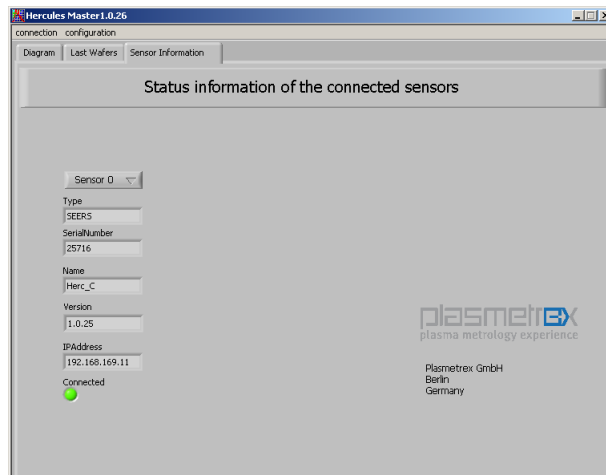 Hercules Master1.0.26
connection configuration
Diagram Last Wafers Sensor Information
Status information of the connected sensors
Sensor 0
Type
SEERS
SerialNumber
25716
Name
Herc_C
Version
1.0.25
IPAddress
192.168.169.11
Connected
plasmetrex
plasma metrology experience
Plasmetrex GmbH
Berlin
Germany